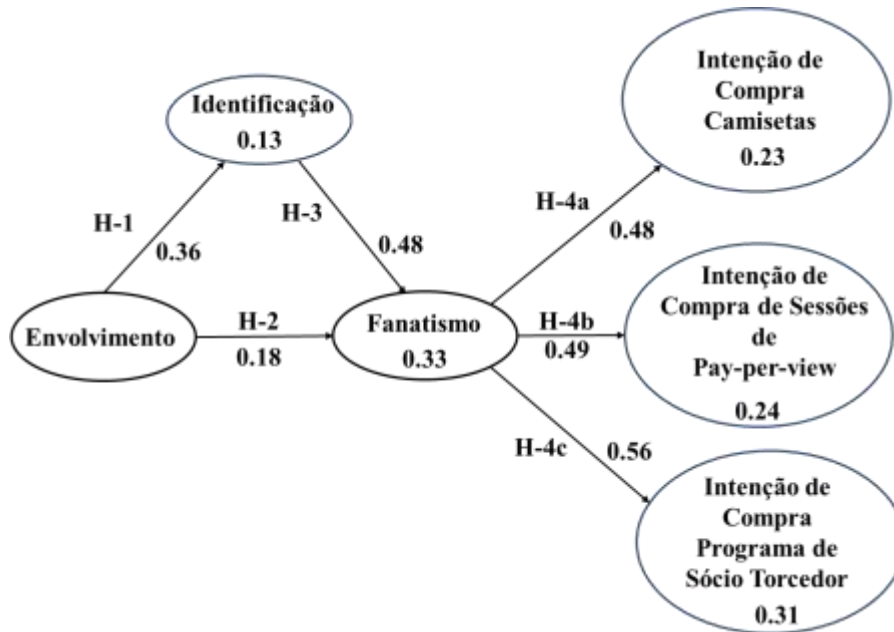 Identificação
0.13
H-1
0.36
H-3
0.48
Envolvimento
H-2
0.18
Fanatismo
0.33
H-4a
0.48
H-4b
0.49
H-4c
0.56
Intenção de
Compra
Camisetas
0.23
Intenção de
Compra de Sessões
de
Pay-per-view
0.24
Intenção de
Compra
Programa de
Sócio Torcedor
0.31